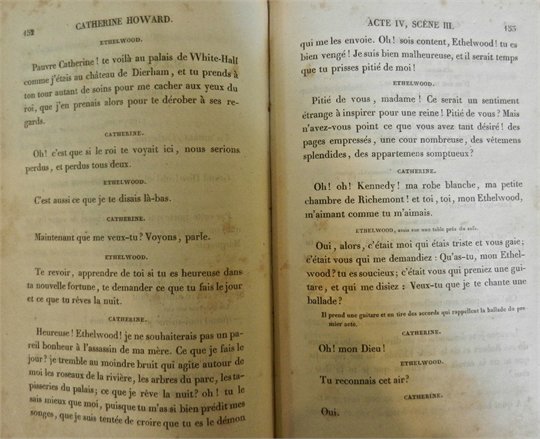 152
CATHERINE HOWARD.
ETHELWOOD.
Pauvre Catherine! te voilà au palais de White-Hall
comme j'étais au château de Dierham, et tu prends à
ton tour autant de soins pour me cacher aux yeux du
roi, que j'en prenais alors pour te dérober à ses re-
gards.
CATHERINE.
Oh! c'est que si le roi te voyait ici, nous serions
perdus, et perdus tous deux.
ETHELWOOD.
C'est aussi ce que je te disais là-bas.
CATHERINE.
Maintenant que me veux-tu? Voyons, parle.
ETHELWOOD.
Te revoir, apprendre de toi si tu es heureuse dans
ta nouvelle fortune, te demander ce que tu fais le jour
et ce que tu rêves la nuit.
CATHERINE.
Heureuse! Ethelwood! je ne souhaiterais pas un pa-
reil bonheur à l'assassin de ma mère. Ce que je fais le
jour? je tremble au moindre bruit qui agite autour de
moi les roseaux de la rivière, les arbres du parc, les ta-
pisseries du palais; ce que je rêve la nuit? oh! tu le
sais mieux que moi, puisque tu m'as si bien prédit mes
songes, que je suis tentée de croire que tu es le démon
ACTE IV, SCÈNE III.
153
qui me les envoie. Oh! sois content, Ethelwood! tu es
bien vengé! Je suis bien malheureuse, et il serait temps
que tu prisses pitié de moi!
ETHELWOOD.
Pitié de vous, madame! Ce serait un sentiment
étrange à inspirer pour une reine! Pitié de vous? Mais
n'avez-vous point ce que vous avez tant désiré! des
pages empressés, une cour nombreuse, des vêtemens
splendides, des appartemens somptueux?
CATHERINE.
Oh! oh! Kennedy! ma robe blanche, ma petite
chambre de Richemont! et toi, toi, mon Ethelwood,
m'aimant comme tu m'aimais.
ETHELWOOD, assis sur une table près du sofa.
Oui, alors, c'était moi qui étais triste et vous gaie;
c'était vous qui me demandiez: Qu'as-tu, mon Ethel-
wood? tu es soucieux; c'était vous qui preniez une gui-
tare, et qui me disiez: Veux-tu que je te chante une
ballade?
Il prend une guitare et en tire des accords qui rappellent la ballade du pre-
mier acte.
CATHERINE.
Oh! mon Dieu!
ETHELWOOD.
Tu reconnais cet air?
CATHERINE.
Oui.